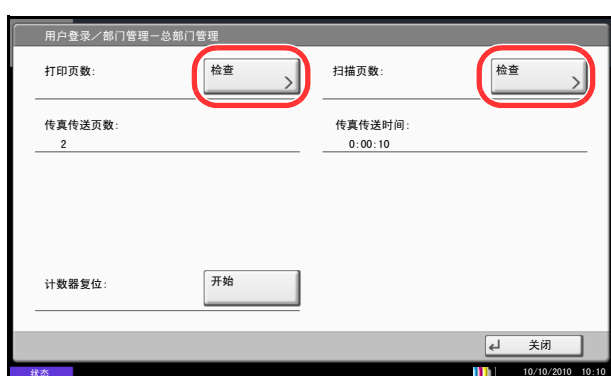 用户登录／部门管理－总部门管理
打印页数: 检查 扫描页数: 检查
传真传送页数: 传真传送时间:
2 0:00:10
计数器复位: 开始
关闭
状态 10/10/2010 10:10